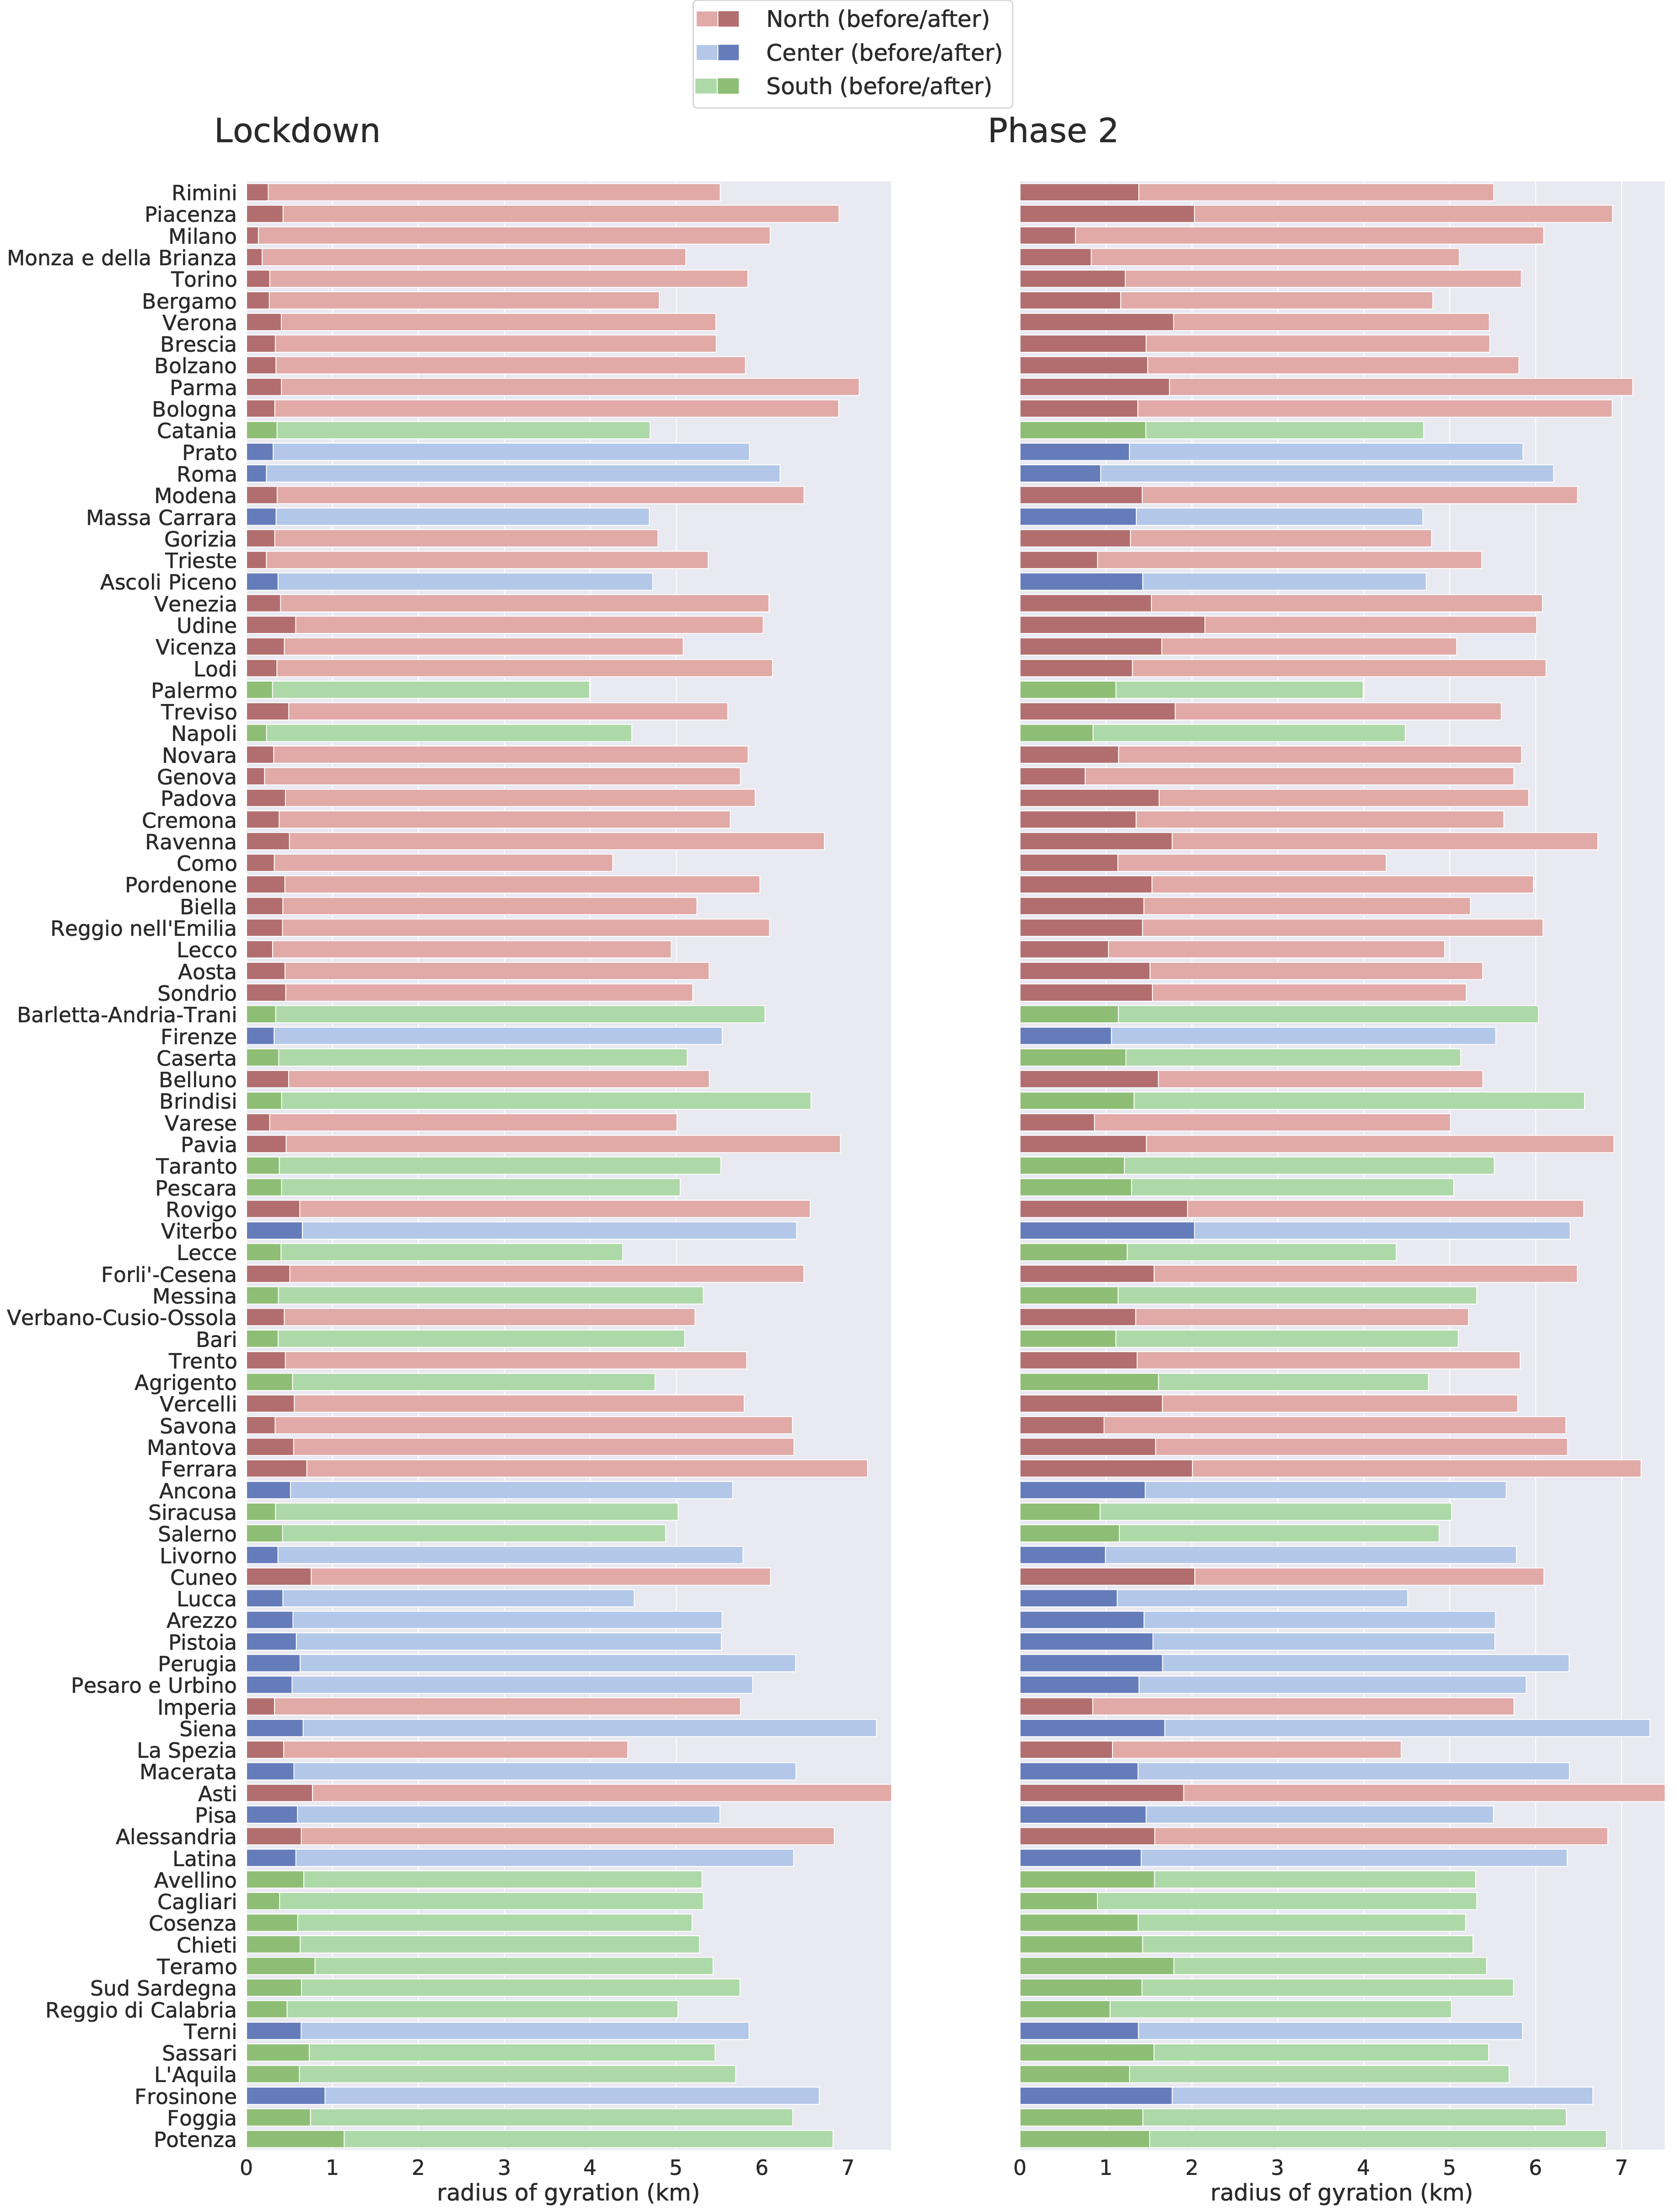 North (before/after)
Center (before/after)
South (before/after)
Lockdown
Phase 2
Rimini
Piacenza
Milano
Monza e della Brianza
Torino
Bergamo
Verona
Brescia
Bolzano
Parma
Bologna
Catania
Prato
Roma
Modena
Massa Carrara
Gorizia
Trieste
Ascoli Piceno
Venezia
Udine
Vicenza
Lodi
Palermo
Treviso
Napoli
Novara
Genova
Padova
Cremona
Ravenna
Como
Pordenone
Biella
Reggio nell'Emilia
Lecco
Aosta
Sondrio
Barletta-Andria-Trani
Firenze
Caserta
Belluno
Brindisi
Varese
Pavia
Taranto
Pescara
Rovigo
Viterbo
Lecce
Forli'-Cesena
Messina
Verbano-Cusio-Ossola
Bari
Trento
Agrigento
Vercelli
Savona
Mantova
Ferrara
Ancona
Siracusa
Salerno
Livorno
Cuneo
Lucca
Arezzo
Pistoia
Perugia
Pesaro e Urbino
Imperia
Siena
La Spezia
Macerata
Asti
Pisa
Alessandria
Latina
Avellino
Cagliari
Cosenza
Chieti
Teramo
Sud Sardegna
Reggio di Calabria
Terni
Sassari
L'Aquila
Frosinone
Foggia
Potenza
0 1 2 3 4 5 6 7
radius of gyration (km)
0 1 2 3 4 5 6 7
radius of gyration (km)